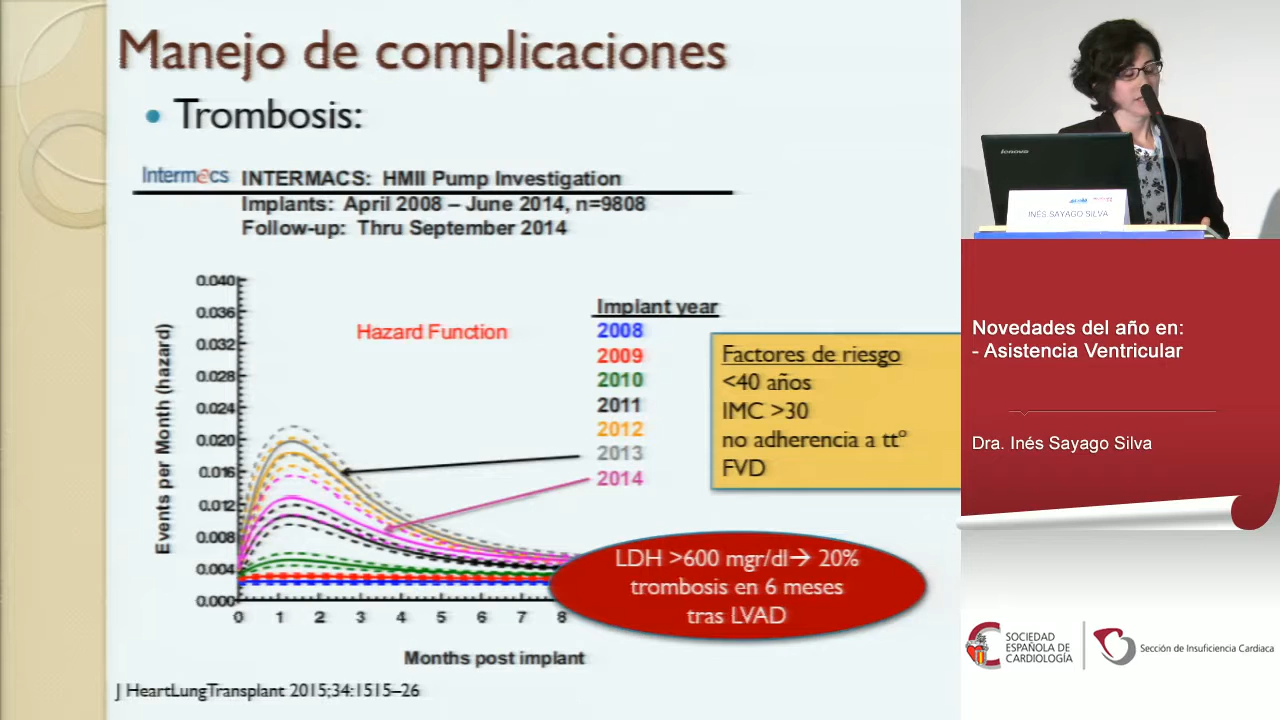 Manejo de complicaciones
• Trombosis:
Intermacs INTERMACS: HMII Pump Investigation
Implants: April 2008 – June 2014, n=9808
Follow-up: Thru September 2014
Events per Month (hazard)
0.040
0.036
0.032
0.028
0.024
0.020
0.016
0.012
0.008
0.004
0.000
Hazard Function
Implant year
2008
2009
2010
2011
2012
2013
2014
0 1 2 3 4 5 6 7 8
Months post implant
Factores de riesgo
<40 años
IMC >30
no adherencia a ttº
FVD
LDH >600 mgr/dl→ 20%
trombosis en 6 meses
tras LVAD
J HeartLungTransplant 2015;34:1515–26
lenovo
INÉS SAYAGO SILVA
Novedades del año en:
- Asistencia Ventricular
Dra. Inés Sayago Silva
SOCIEDAD
ESPAÑOLA DE
CARDIOLOGÍA
Sección de Insuficiencia Cardiaca